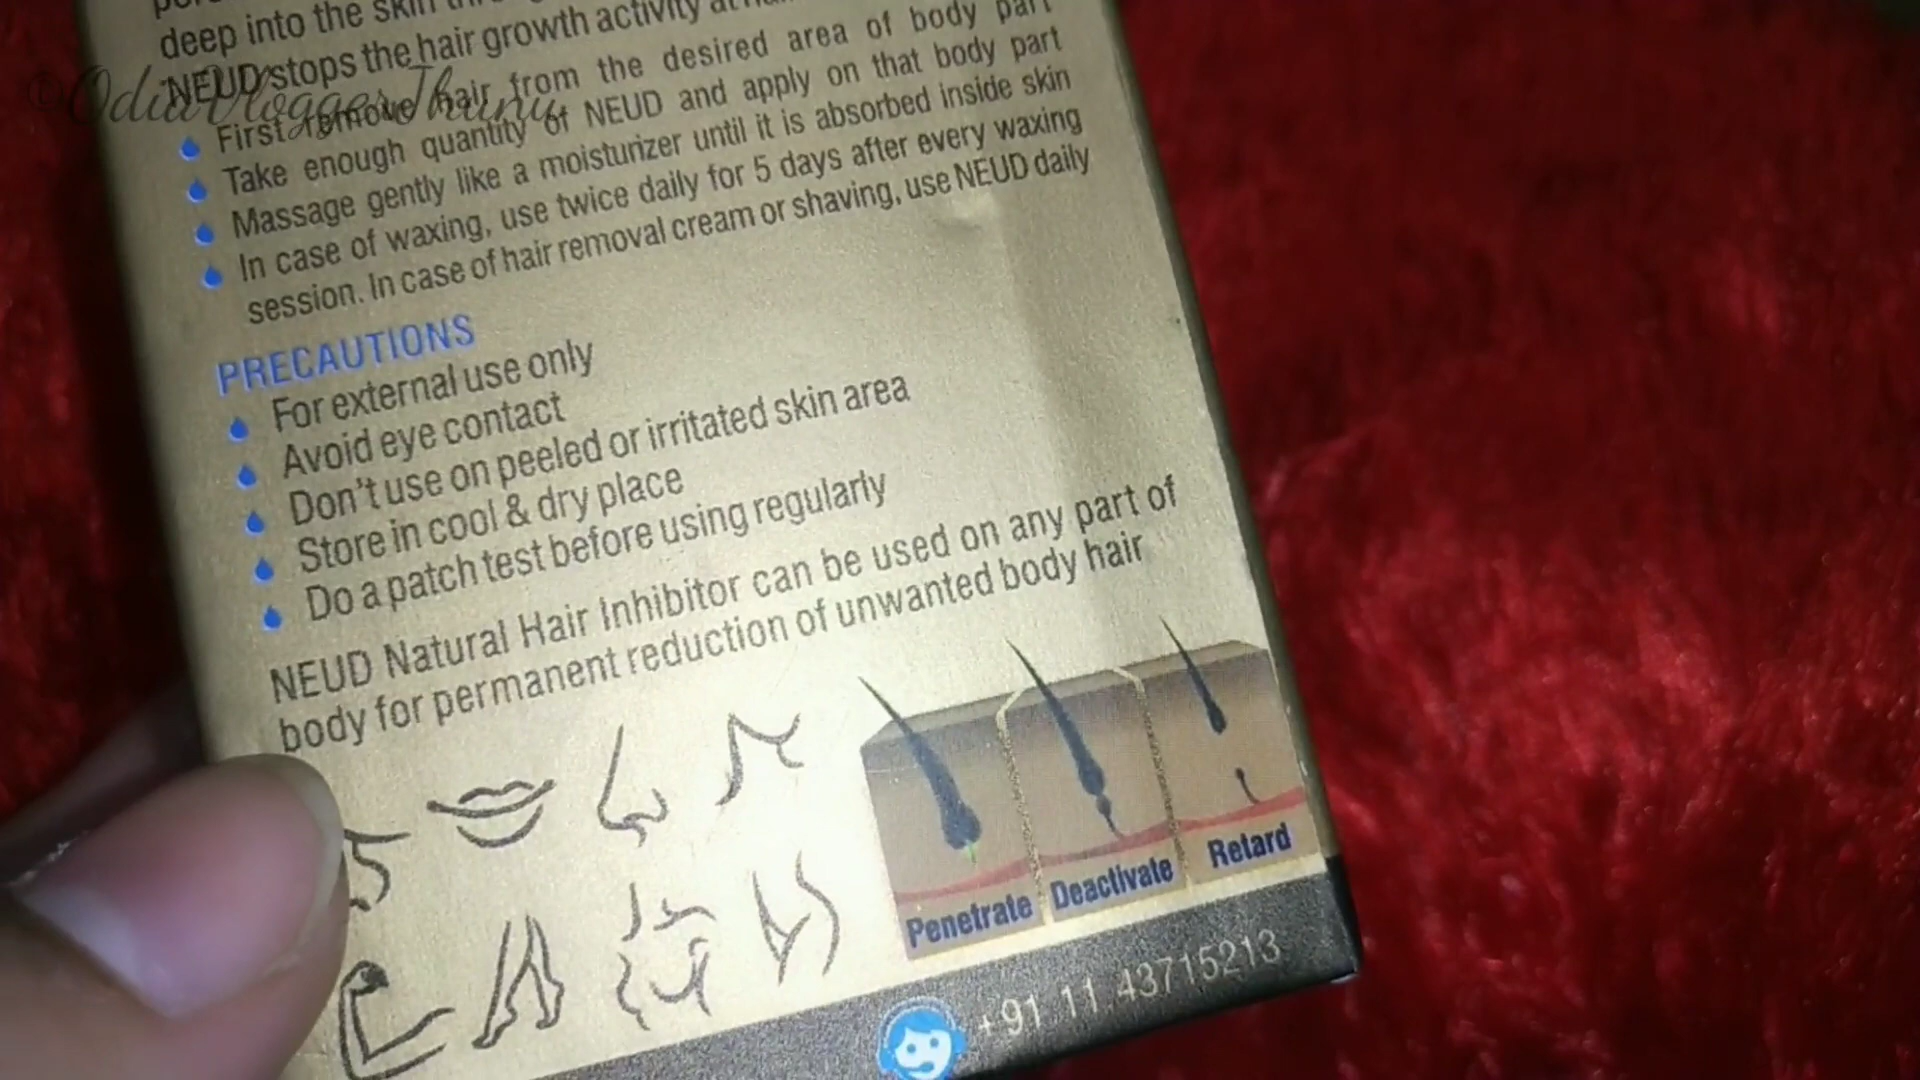 deep into the skin
NEUD stops the hair growth activity at
First remove hair from the desired area of body part
Take enough quantity of NEUD and apply on that body part
Massage gently like a moisturizer until it is absorbed inside skin
In case of waxing, use twice daily for 5 days after every waxing
session. In case of hair removal cream or shaving, use NEUD daily
PRECAUTIONS
For external use only
Avoid eye contact
Don't use on peeled or irritated skin area
Store in cool & dry place
Do a patch test before using regularly
NEUD Natural Hair Inhibitor can be used on any part of
body for permanent reduction of unwanted body hair
Penetrate Deactivate Retard
+91 11 43715213